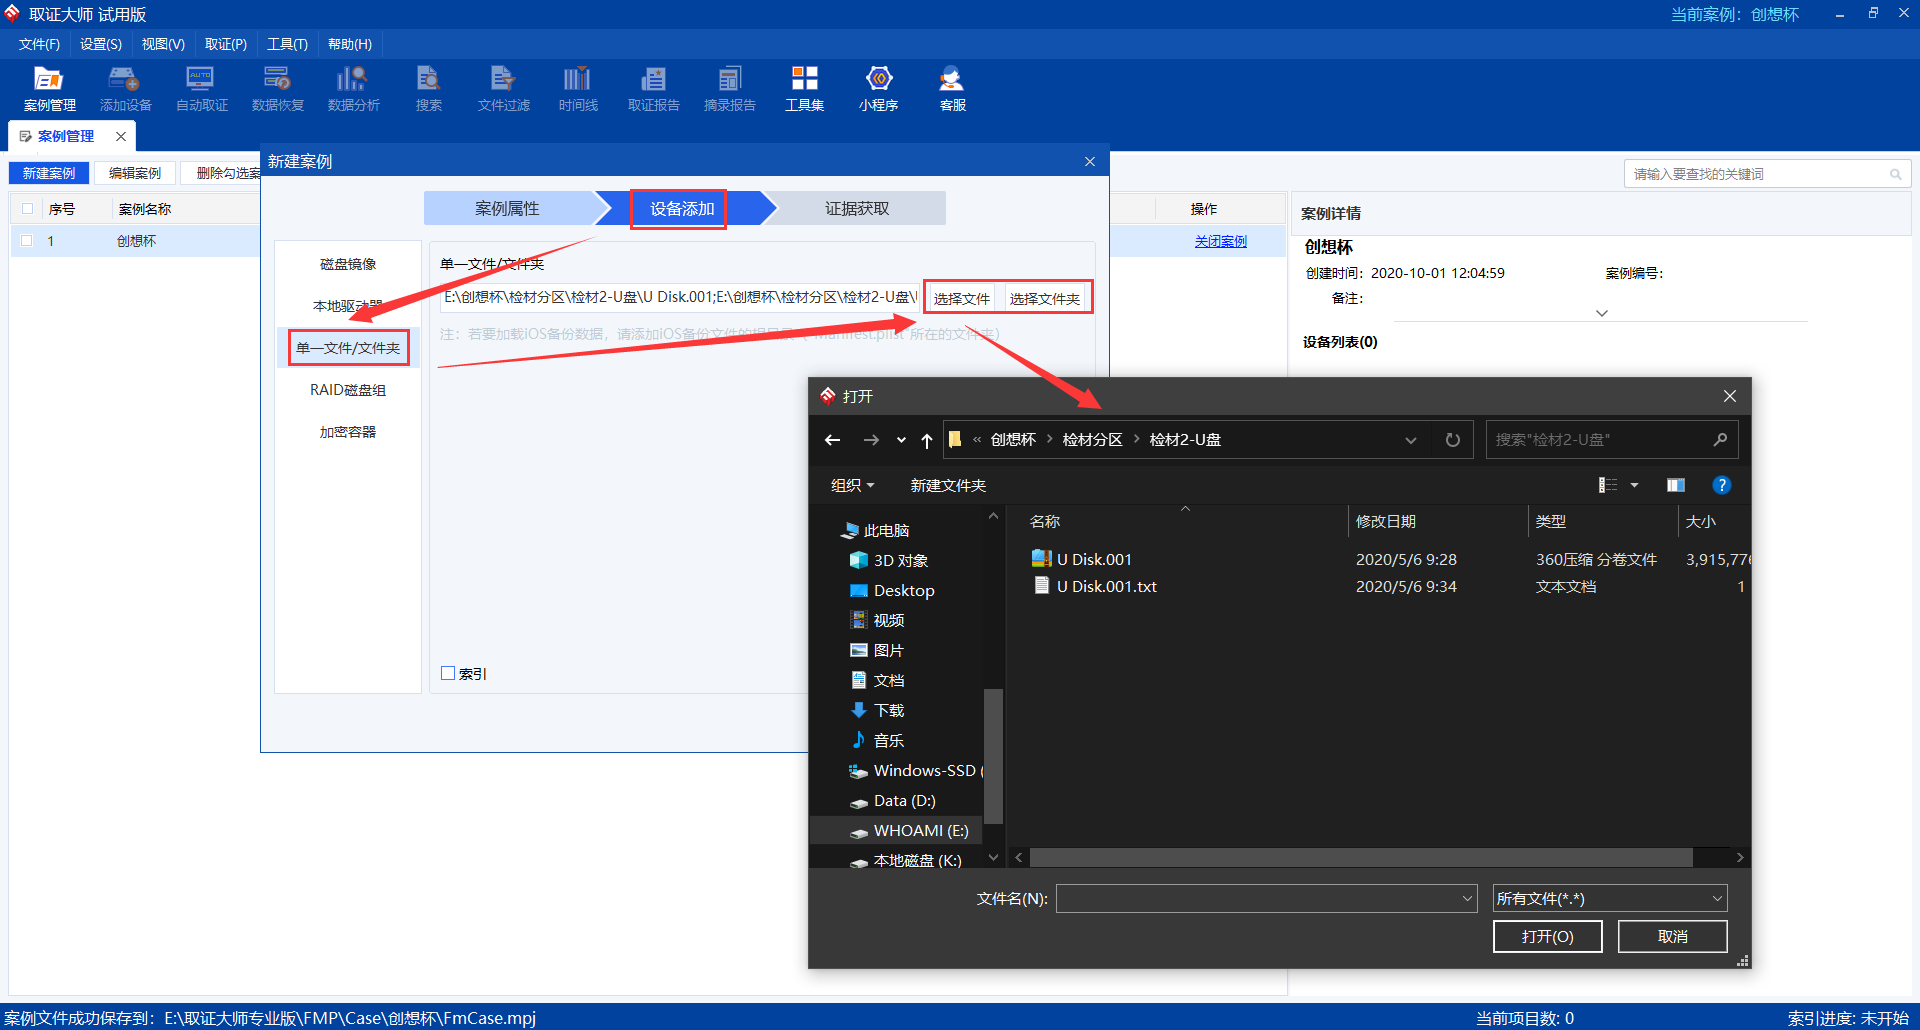 取证大师 试用版
当前案例：创想杯
文件(F) 设置(S) 视图(V) 取证(P) 工具(T) 帮助(H)
案例管理 添加设备 自动取证 数据恢复 数据分析 搜索 文件过滤 时间线 取证报告 摘录报告 工具集 小程序 客服
AUTO
案例管理
新建案例 编辑案例 删除勾选案
请输入要查找的关键词
序号 案例名称 操作
1 创想杯 关闭案例
案例详情
创想杯
创建时间：2020-10-01 12:04:59 案例编号：
备注：
设备列表(0)
新建案例
案例属性 设备添加 证据获取
磁盘镜像
本地驱动器
单一文件/文件夹
RAID磁盘组
加密容器
单一文件/文件夹
E:\创想杯\检材分区\检材2-U盘\U Disk.001;E:\创想杯\检材分区\检材2-U盘\
选择文件 选择文件夹
注：若要加载iOS备份数据，请添加iOS备份文件的根目录（"Manifest.plist"所在的文件夹）
索引
打开
« 创想杯 › 检材分区 › 检材2-U盘
搜索"检材2-U盘"
组织 新建文件夹
?
此电脑
3D 对象
Desktop
视频
图片
文档
下载
音乐
Windows-SSD (
Data (D:)
WHOAMI (E:)
本地磁盘 (K:)
名称 修改日期 类型 大小
U Disk.001 2020/5/6 9:28 360压缩 分卷文件 3,915,776
U Disk.001.txt 2020/5/6 9:34 文本文档 1
文件名(N):
所有文件(*.*)
打开(O) 取消
案例文件成功保存到： E:\取证大师专业版\FMP\Case\创想杯\FmCase.mpj
当前项目数: 0
索引进度: 未开始